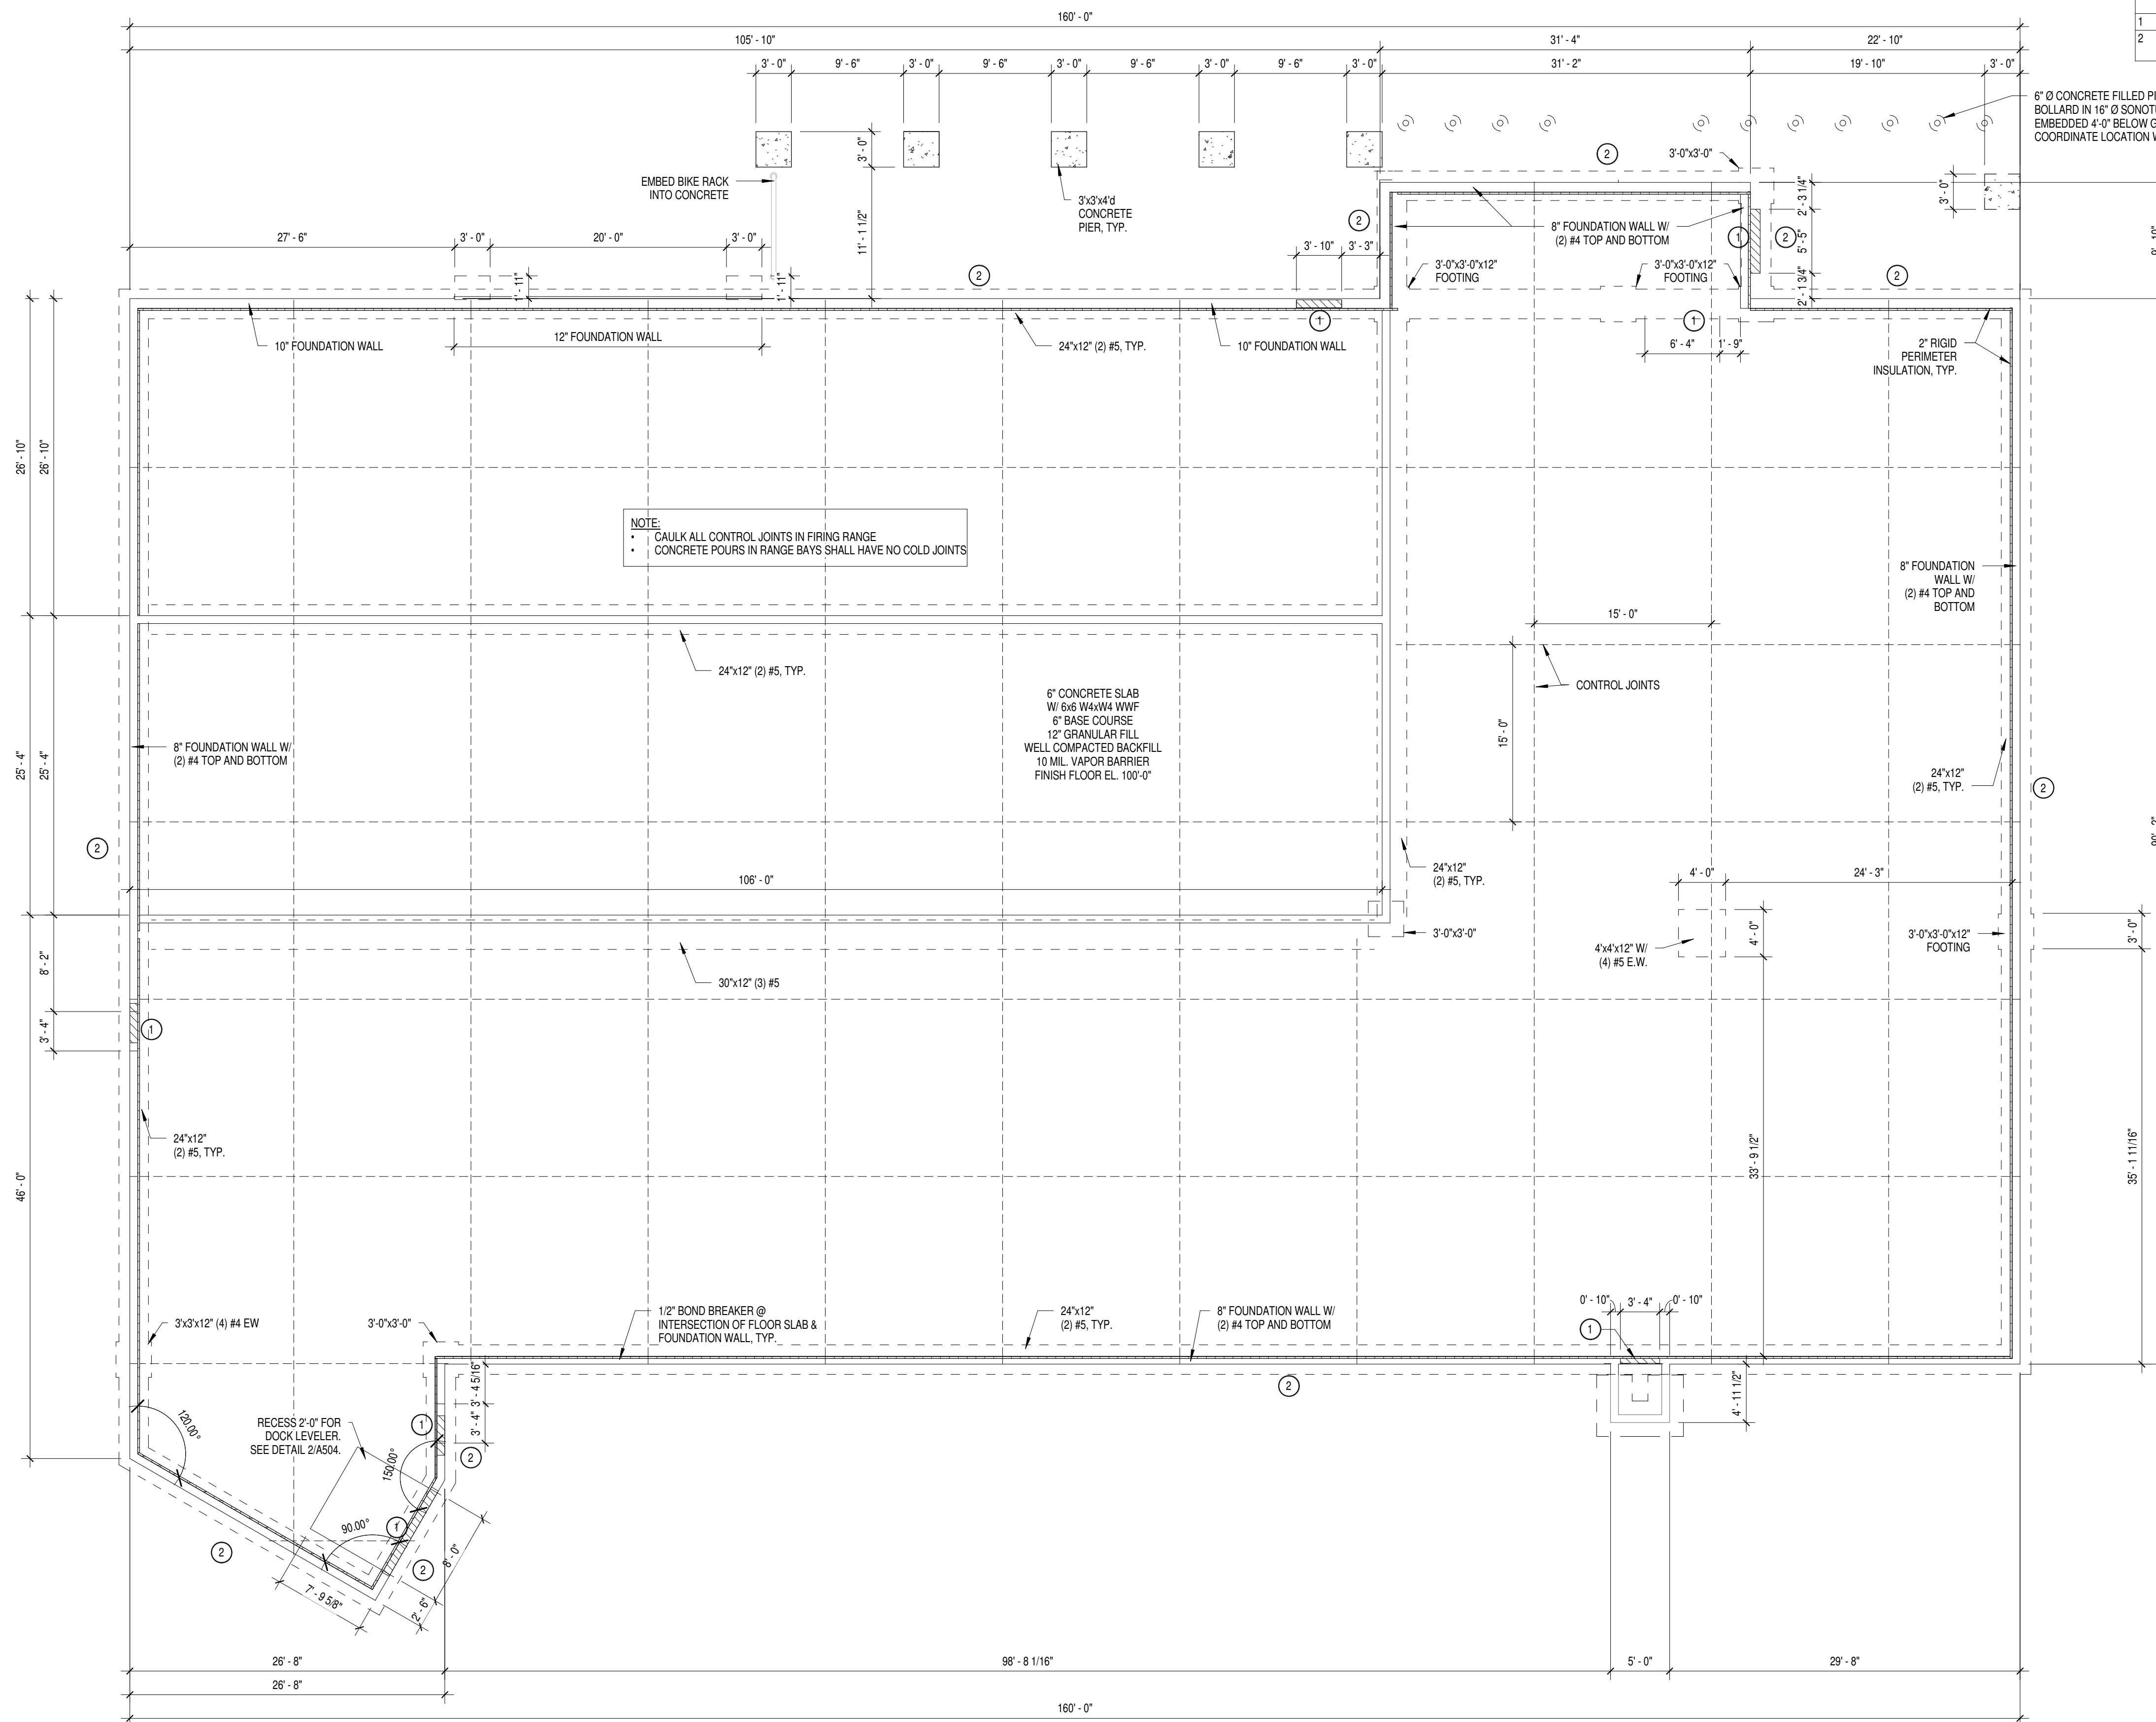 160' - 0"
1
2
105' - 10"
31' - 4"
22' - 10"
3' - 0"
9' - 6"
3' - 0"
9' - 6"
3' - 0"
9' - 6"
3' - 0"
9' - 6"
3' - 0"
31' - 2"
19' - 10"
3' - 0"
6" Ø CONCRETE FILLED
BOLLARD IN 16" Ø
EMBEDDED 4'-0" BELOW
COORDINATE LOCATION
3' - 0"
EMBED BIKE RACK
INTO CONCRETE
3'x3'x4'd
CONCRETE
PIER, TYP.
11' - 1 1/2"
2
3'-0"x3'-0"
2
2' - 3 1/4"
3' - 0"
8" FOUNDATION WALL W/
(2) #4 TOP AND BOTTOM
1
2
5' - 5"
27' - 6"
3' - 0"
20' - 0"
3' - 0"
3' - 10"
3' - 3"
1' - 11"
1' - 11"
2
3'-0"x3'-0"x12"
FOOTING
3'-0"x3'-0"x12"
FOOTING
2' - 1 3/4"
2
1
1
10" FOUNDATION WALL
12" FOUNDATION WALL
24"x12" (2) #5, TYP.
10" FOUNDATION WALL
6' - 4"
1' - 9"
2" RIGID
PERIMETER
INSULATION, TYP.
26' - 10"
26' - 10"
NOTE:
• CAULK ALL CONTROL JOINTS IN FIRING RANGE
• CONCRETE POURS IN RANGE BAYS SHALL HAVE NO COLD JOINTS
8" FOUNDATION
WALL W/
(2) #4 TOP AND
BOTTOM
15' - 0"
24"x12" (2) #5, TYP.
CONTROL JOINTS
6" CONCRETE SLAB
W/ 6x6 W4xW4 WWF
6" BASE COURSE
12" GRANULAR FILL
WELL COMPACTED BACKFILL
10 MIL. VAPOR BARRIER
FINISH FLOOR EL. 100'-0"
15' - 0"
25' - 4"
25' - 4"
8" FOUNDATION WALL W/
(2) #4 TOP AND BOTTOM
24"x12"
(2) #5, TYP.
2
2
106' - 0"
24"x12"
(2) #5, TYP.
4' - 0"
24' - 3"
3'-0"x3'-0"
4'x4'x12" W/
(4) #5 E.W.
4' - 0"
3'-0"x3'-0"x12"
FOOTING
3' - 0"
8' - 2"
30"x12" (3) #5
3' - 4"
1
24"x12"
(2) #5, TYP.
46' - 0"
33' - 9 1/2"
35' - 1 11/16"
3'x3'x12" (4) #4 EW
3'-0"x3'-0"
1/2" BOND BREAKER @
INTERSECTION OF FLOOR SLAB &
FOUNDATION WALL, TYP.
24"x12"
(2) #5, TYP.
8" FOUNDATION WALL W/
(2) #4 TOP AND BOTTOM
0' - 10"
3' - 4"
0' - 10"
1
2
3' - 4 5/16"
3' - 4"
4' - 11 1/2"
120.00°
RECESS 2'-0" FOR
DOCK LEVELER.
SEE DETAIL 2/A504.
1
2
150.00°
90.00°
1
2
2
8' - 0"
7' - 9 5/8"
2' - 6"
26' - 8"
98' - 8 1/16"
5' - 0"
29' - 8"
26' - 8"
160' - 0"